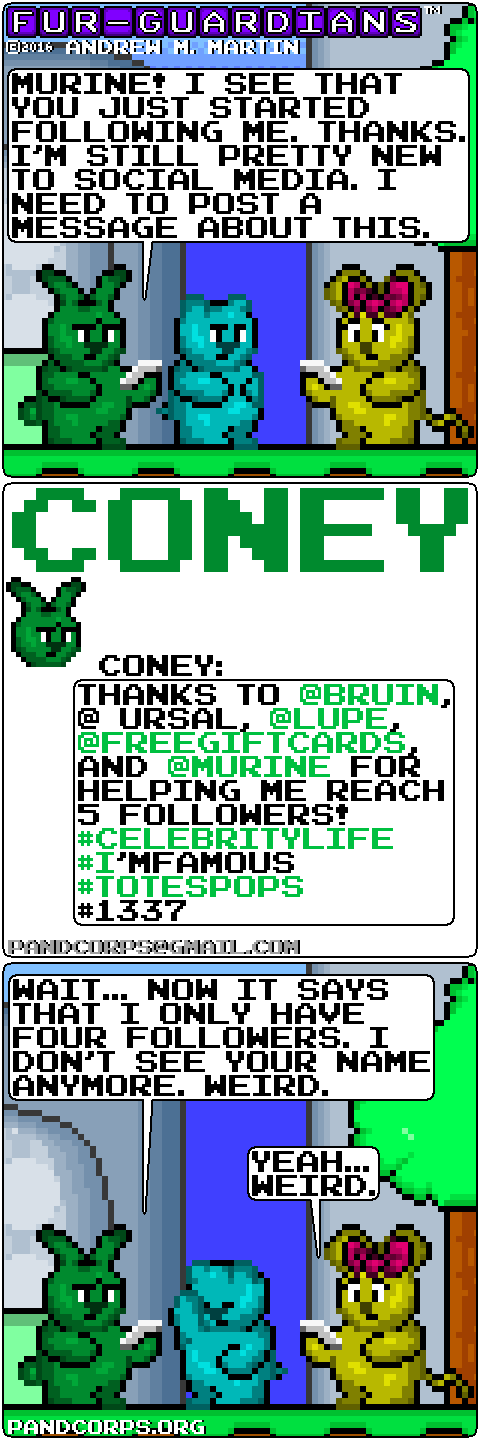 FUR-GUARDIANS™
©2016 ANDREW M. MARTIN
MURINE! I SEE THAT
YOU JUST STARTED
FOLLOWING ME. THANKS.
I'M STILL PRETTY NEW
TO SOCIAL MEDIA. I
NEED TO POST A
MESSAGE ABOUT THIS.
CONEY
CONEY:
THANKS TO @BRUIN,
@ URSAL, @LUPE,
@FREEGIFTCARDS,
AND @MURINE FOR
HELPING ME REACH
5 FOLLOWERS!
#CELEBRITYLIFE
#I'MFAMOUS
#TOTESPOPS
#1337
PANDCORPS@GMAIL.COM
WAIT... NOW IT SAYS
THAT I ONLY HAVE
FOUR FOLLOWERS. I
DON'T SEE YOUR NAME
ANYMORE. WEIRD.
YEAH...
WEIRD.
PANDCORPS.ORG